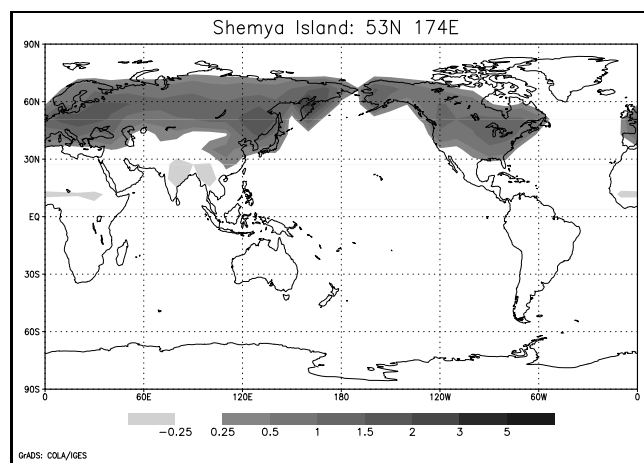 Shemya Island: 53N 174E
90N
60N
30N
EQ
30S
60S
90S
0 60E 120E 180 120W 60W 0
-0.25 0.25 0.5 1 1.5 2 3 5
GrADS: COLA/IGES